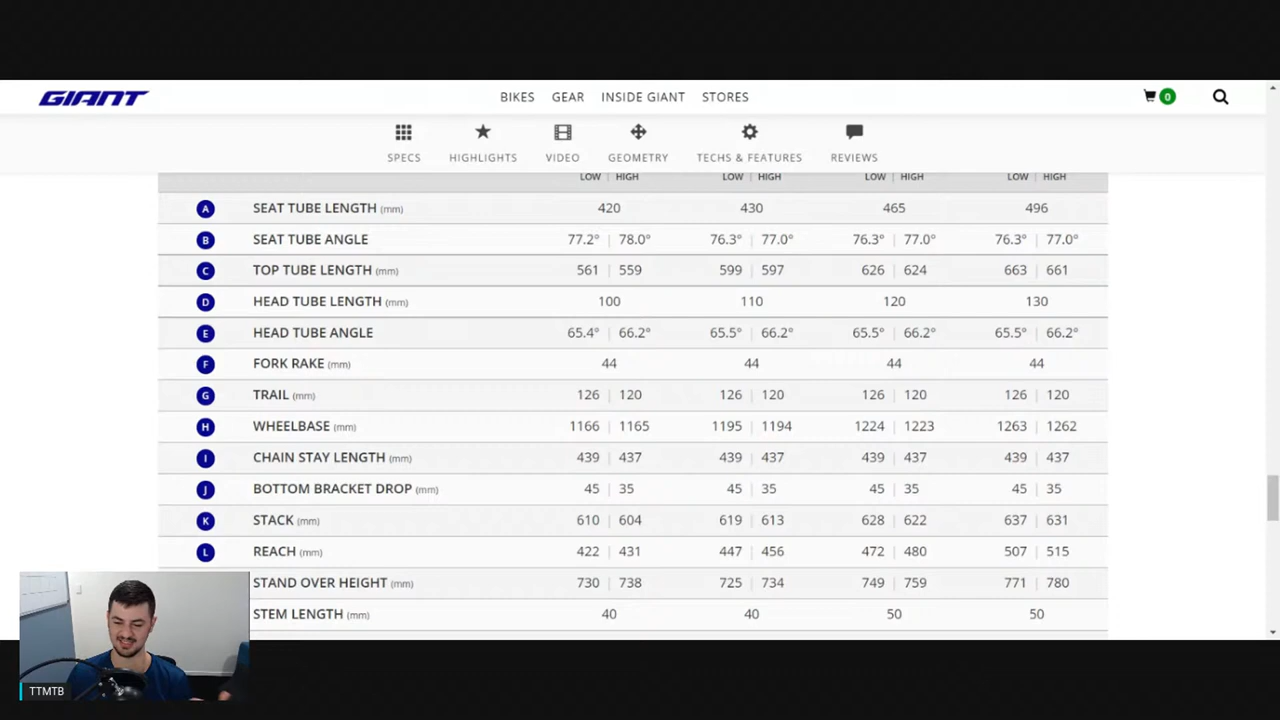 GIANT
BIKES GEAR INSIDE GIANT STORES
0
SPECS HIGHLIGHTS VIDEO GEOMETRY TECHS & FEATURES REVIEWS
LOW | HIGH LOW | HIGH LOW | HIGH LOW | HIGH
A SEAT TUBE LENGTH (mm) 420 430 465 496
B SEAT TUBE ANGLE 77.2° | 78.0° 76.3° | 77.0° 76.3° | 77.0° 76.3° | 77.0°
C TOP TUBE LENGTH (mm) 561 | 559 599 | 597 626 | 624 663 | 661
D HEAD TUBE LENGTH (mm) 100 110 120 130
E HEAD TUBE ANGLE 65.4° | 66.2° 65.5° | 66.2° 65.5° | 66.2° 65.5° | 66.2°
F FORK RAKE (mm) 44 44 44 44
G TRAIL (mm) 126 | 120 126 | 120 126 | 120 126 | 120
H WHEELBASE (mm) 1166 | 1165 1195 | 1194 1224 | 1223 1263 | 1262
I CHAIN STAY LENGTH (mm) 439 | 437 439 | 437 439 | 437 439 | 437
J BOTTOM BRACKET DROP (mm) 45 | 35 45 | 35 45 | 35 45 | 35
K STACK (mm) 610 | 604 619 | 613 628 | 622 637 | 631
L REACH (mm) 422 | 431 447 | 456 472 | 480 507 | 515
STAND OVER HEIGHT (mm) 730 | 738 725 | 734 749 | 759 771 | 780
STEM LENGTH (mm) 40 40 50 50
TTMTB